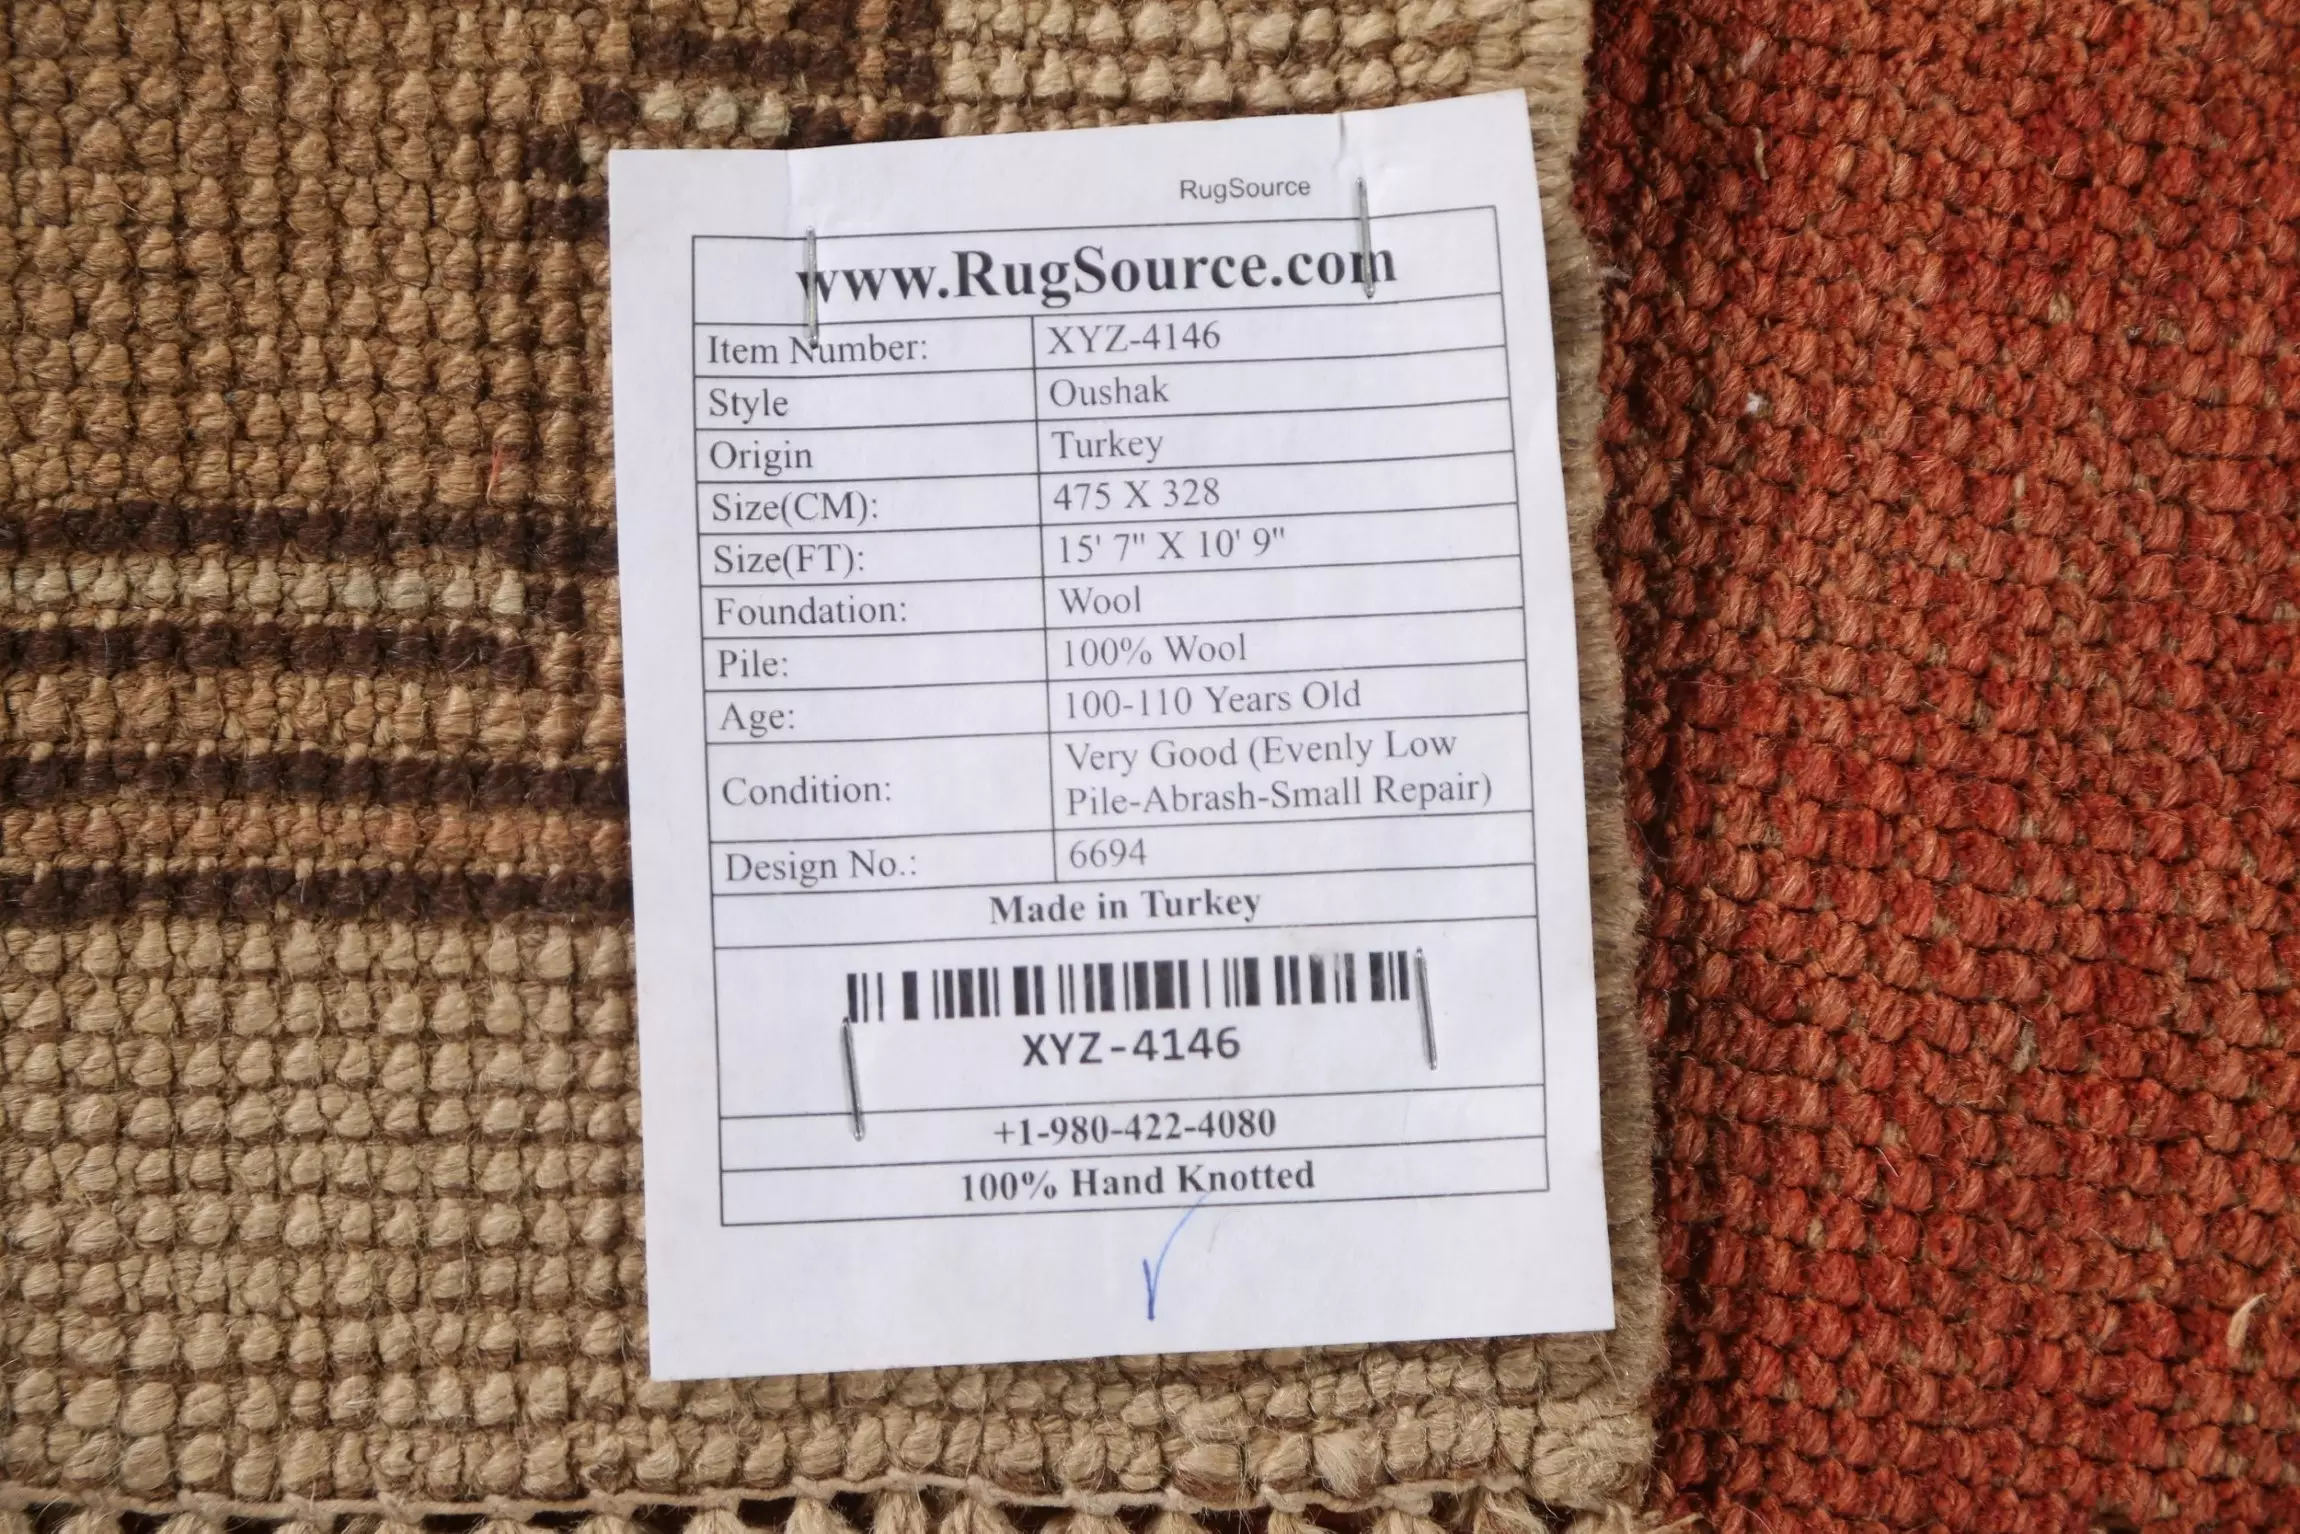 RugSource
www.RugSource.com
Item Number: XYZ-4146
Style Oushak
Origin Turkey
Size(CM): 475 X 328
Size(FT): 15' 7" X 10' 9"
Foundation: Wool
Pile: 100% Wool
Age: 100-110 Years Old
Condition: Very Good (Evenly Low
Pile-Abrash-Small Repair)
Design No.: 6694
Made in Turkey
XYZ-4146
+1-980-422-4080
100% Hand Knotted